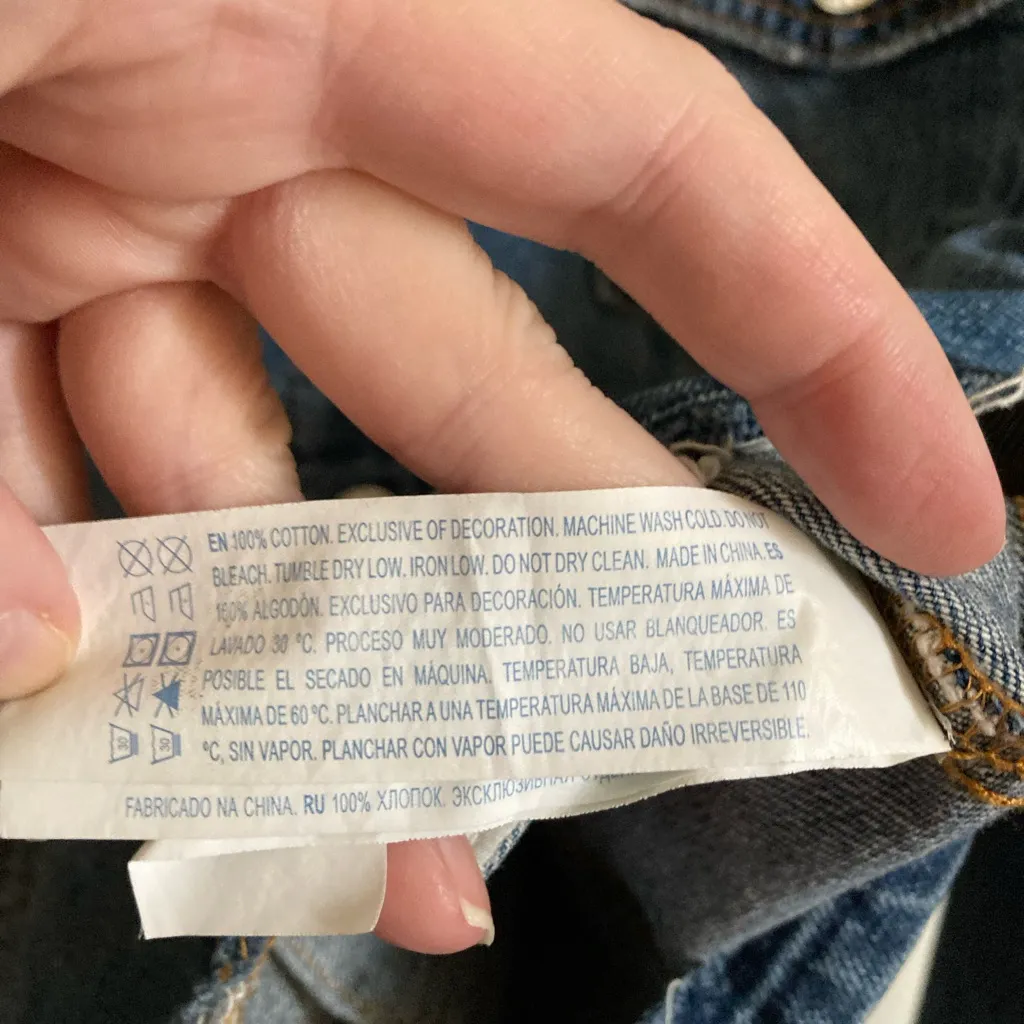 EN 100% COTTON. EXCLUSIVE OF DECORATION. MACHINE WASH COLD. DO NOT
BLEACH. TUMBLE DRY LOW. IRON LOW. DO NOT DRY CLEAN. MADE IN CHINA. ES
100% ALGODÓN. EXCLUSIVO PARA DECORACIÓN. TEMPERATURA MÁXIMA DE
LAVADO 30 °C. PROCESO MUY MODERADO. NO USAR BLANQUEADOR. ES
POSIBLE EL SECADO EN MÁQUINA. TEMPERATURA BAJA, TEMPERATURA
MÁXIMA DE 60 °C. PLANCHAR A UNA TEMPERATURA MÁXIMA DE LA BASE DE 110
30 30 °C, SIN VAPOR. PLANCHAR CON VAPOR PUEDE CAUSAR DAÑO IRREVERSIBLE.
FABRICADO NA CHINA. RU 100% ХЛОПОК. ЭКСКЛЮЗИВНАЯ